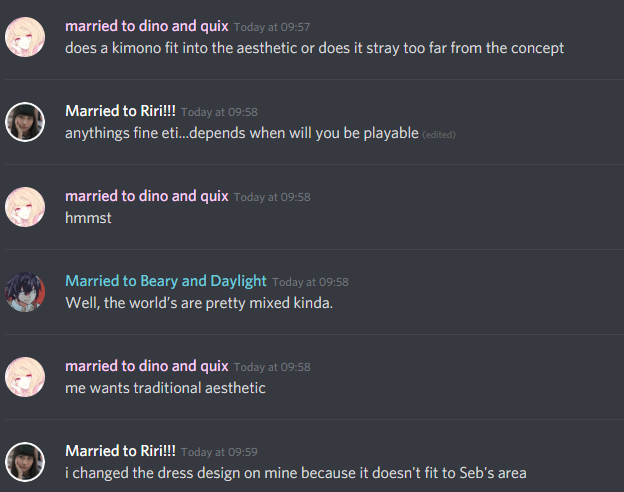 married to dino and quix Today at 09:57
does a kimono fit into the aesthetic or does it stray too far from the concept
Married to Riri!!! Today at 09:58
anythings fine eti...depends when will you be playable (edited)
married to dino and quix Today at 09:58
hmmst
Married to Beary and Daylight Today at 09:58
Well, the world's are pretty mixed kinda.
married to dino and quix Today at 09:58
me wants traditional aesthetic
Married to Riri!!! Today at 09:59
i changed the dress design on mine because it doesn't fit to Seb's area